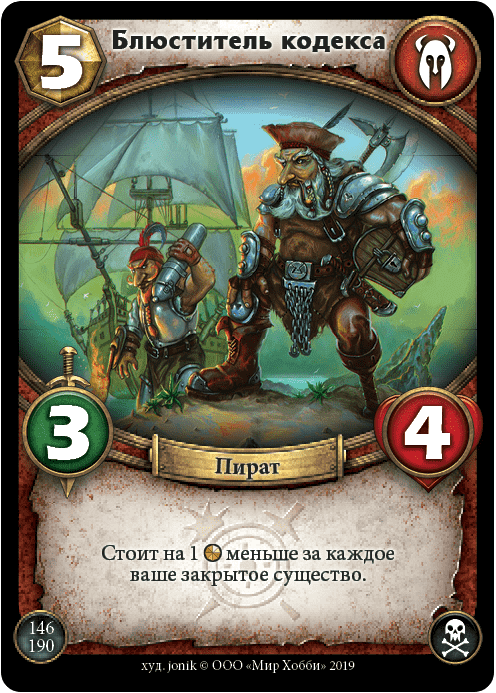 5
Блюститель кодекса
3
4
Пират
Стоит на 1 меньше за каждое
ваше закрытое существо.
146
190
худ. jonik © ООО «Мир Хобби» 2019